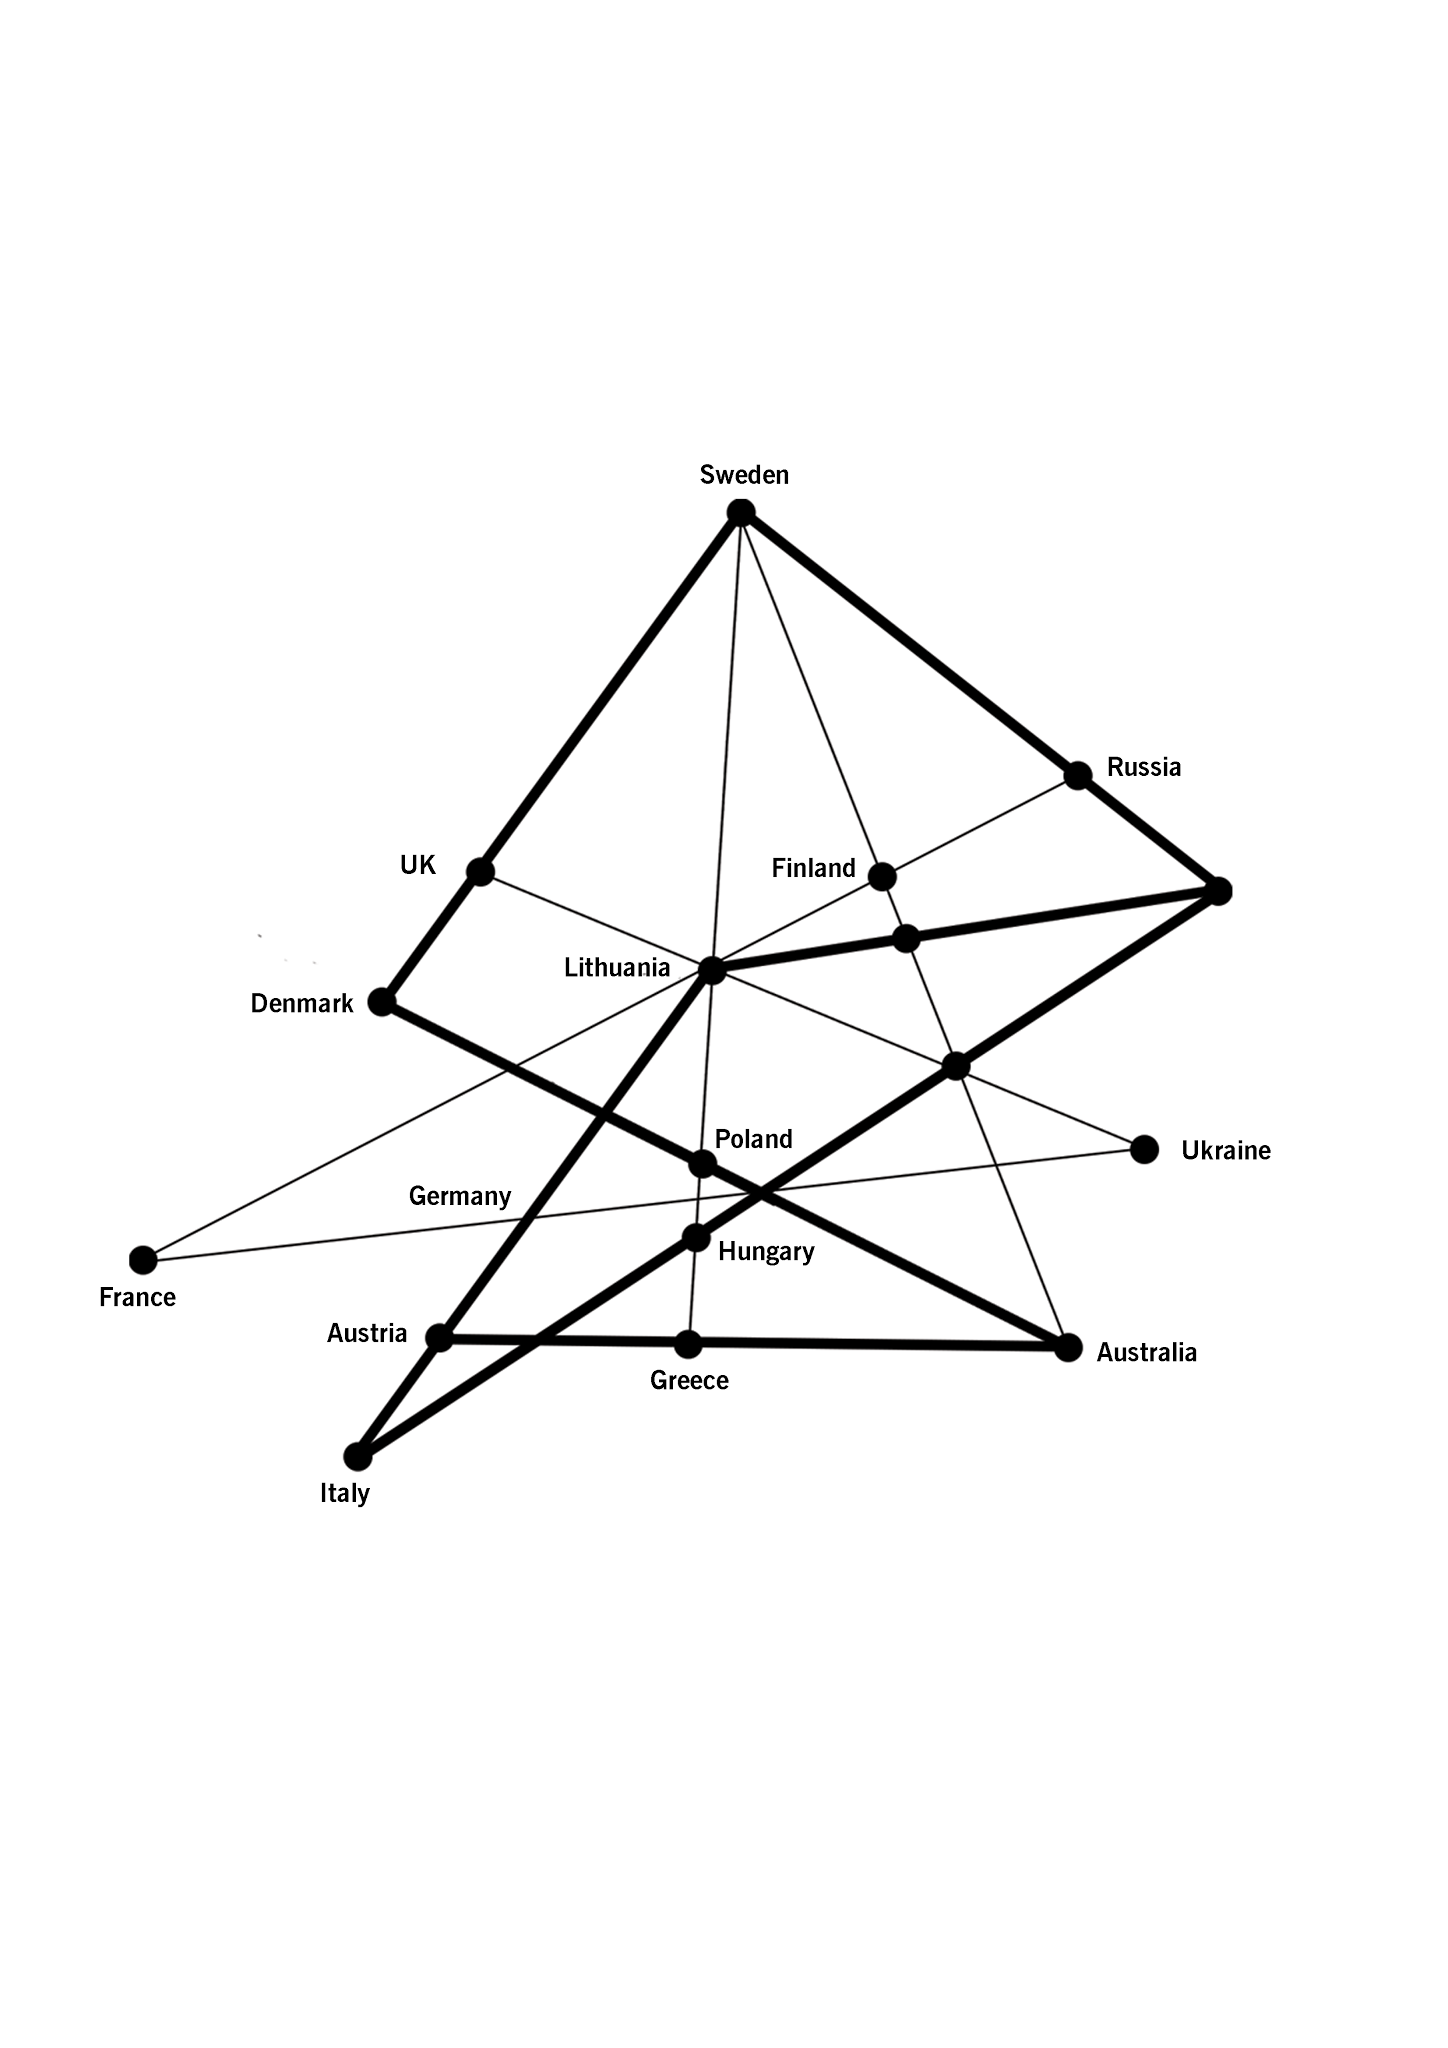 Sweden
Russia
UK
Finland
Lithuania
Denmark
Poland
Ukraine
Germany
Hungary
France
Austria
Australia
Greece
Italy